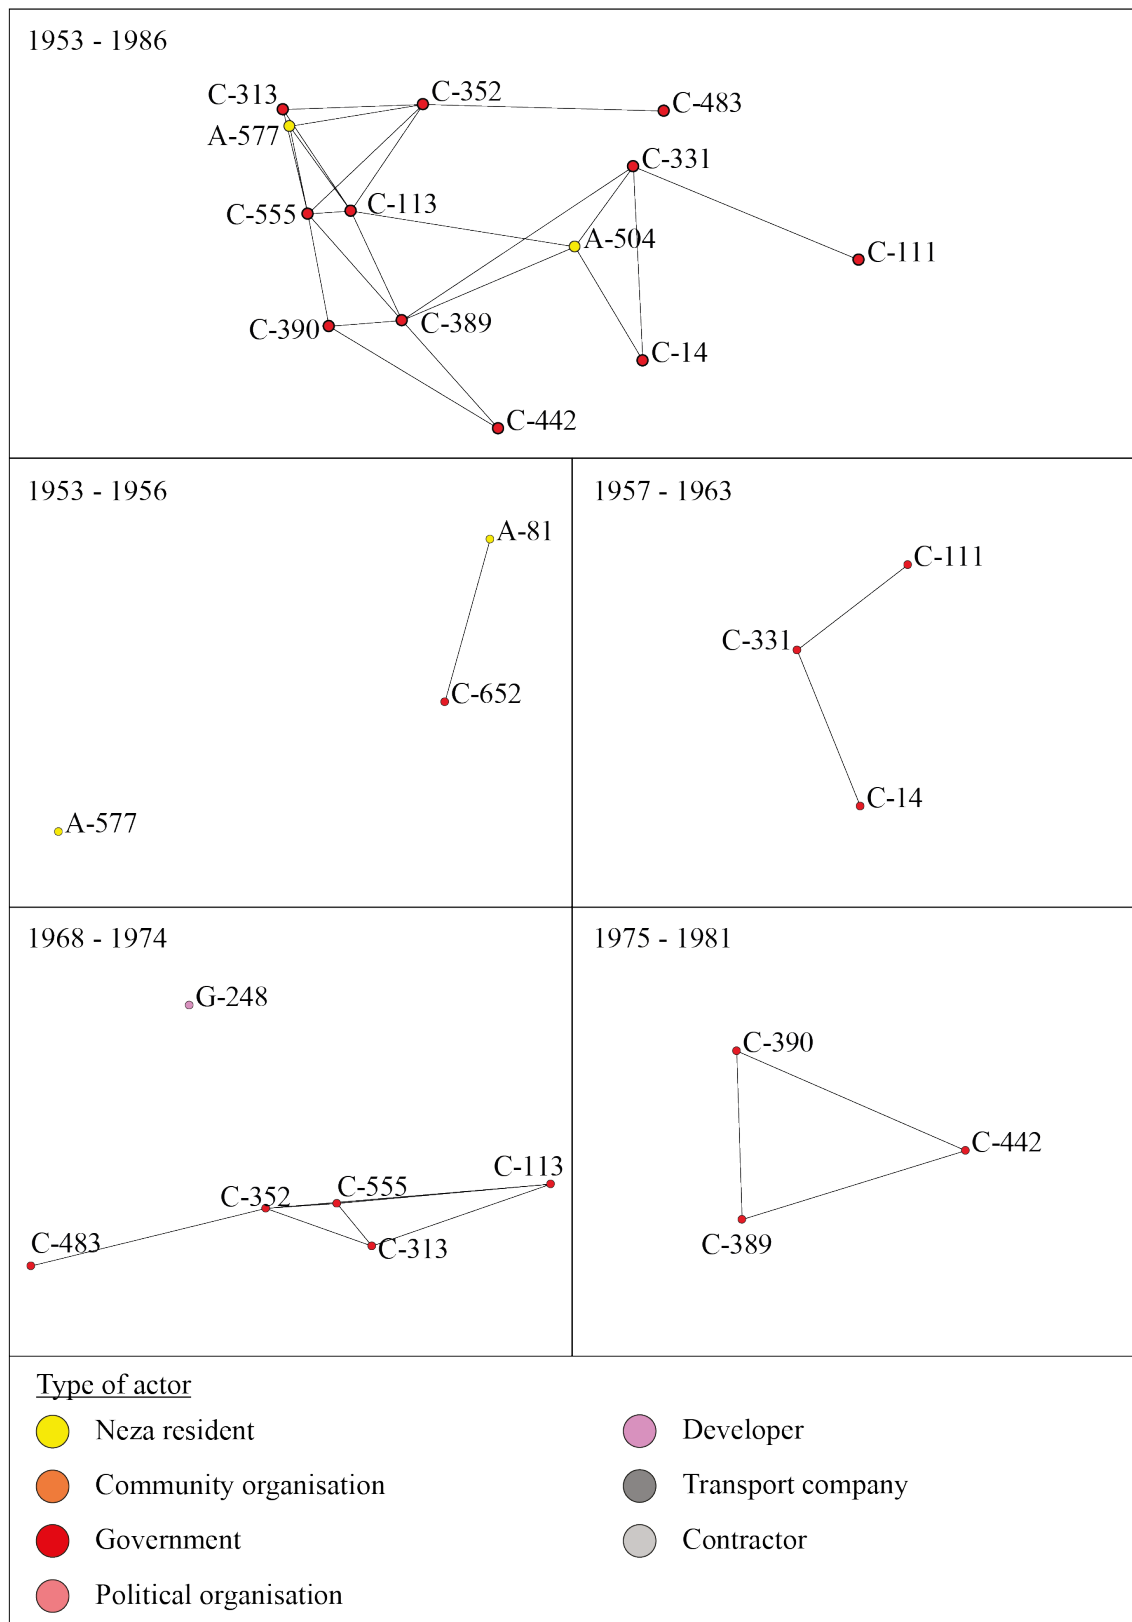 1953 - 1986
C-313
C-352
C-483
A-577
C-331
C-555
C-113
A-504
C-111
C-390
C-389
C-14
C-442
1953 - 1956
A-81
C-652
A-577
1957 - 1963
C-111
C-331
C-14
1968 - 1974
G-248
C-113
C-555
C-352
C-483
C-313
1975 - 1981
C-390
C-442
C-389
Type of actor
Neza resident
Community organisation
Government
Political organisation
Developer
Transport company
Contractor